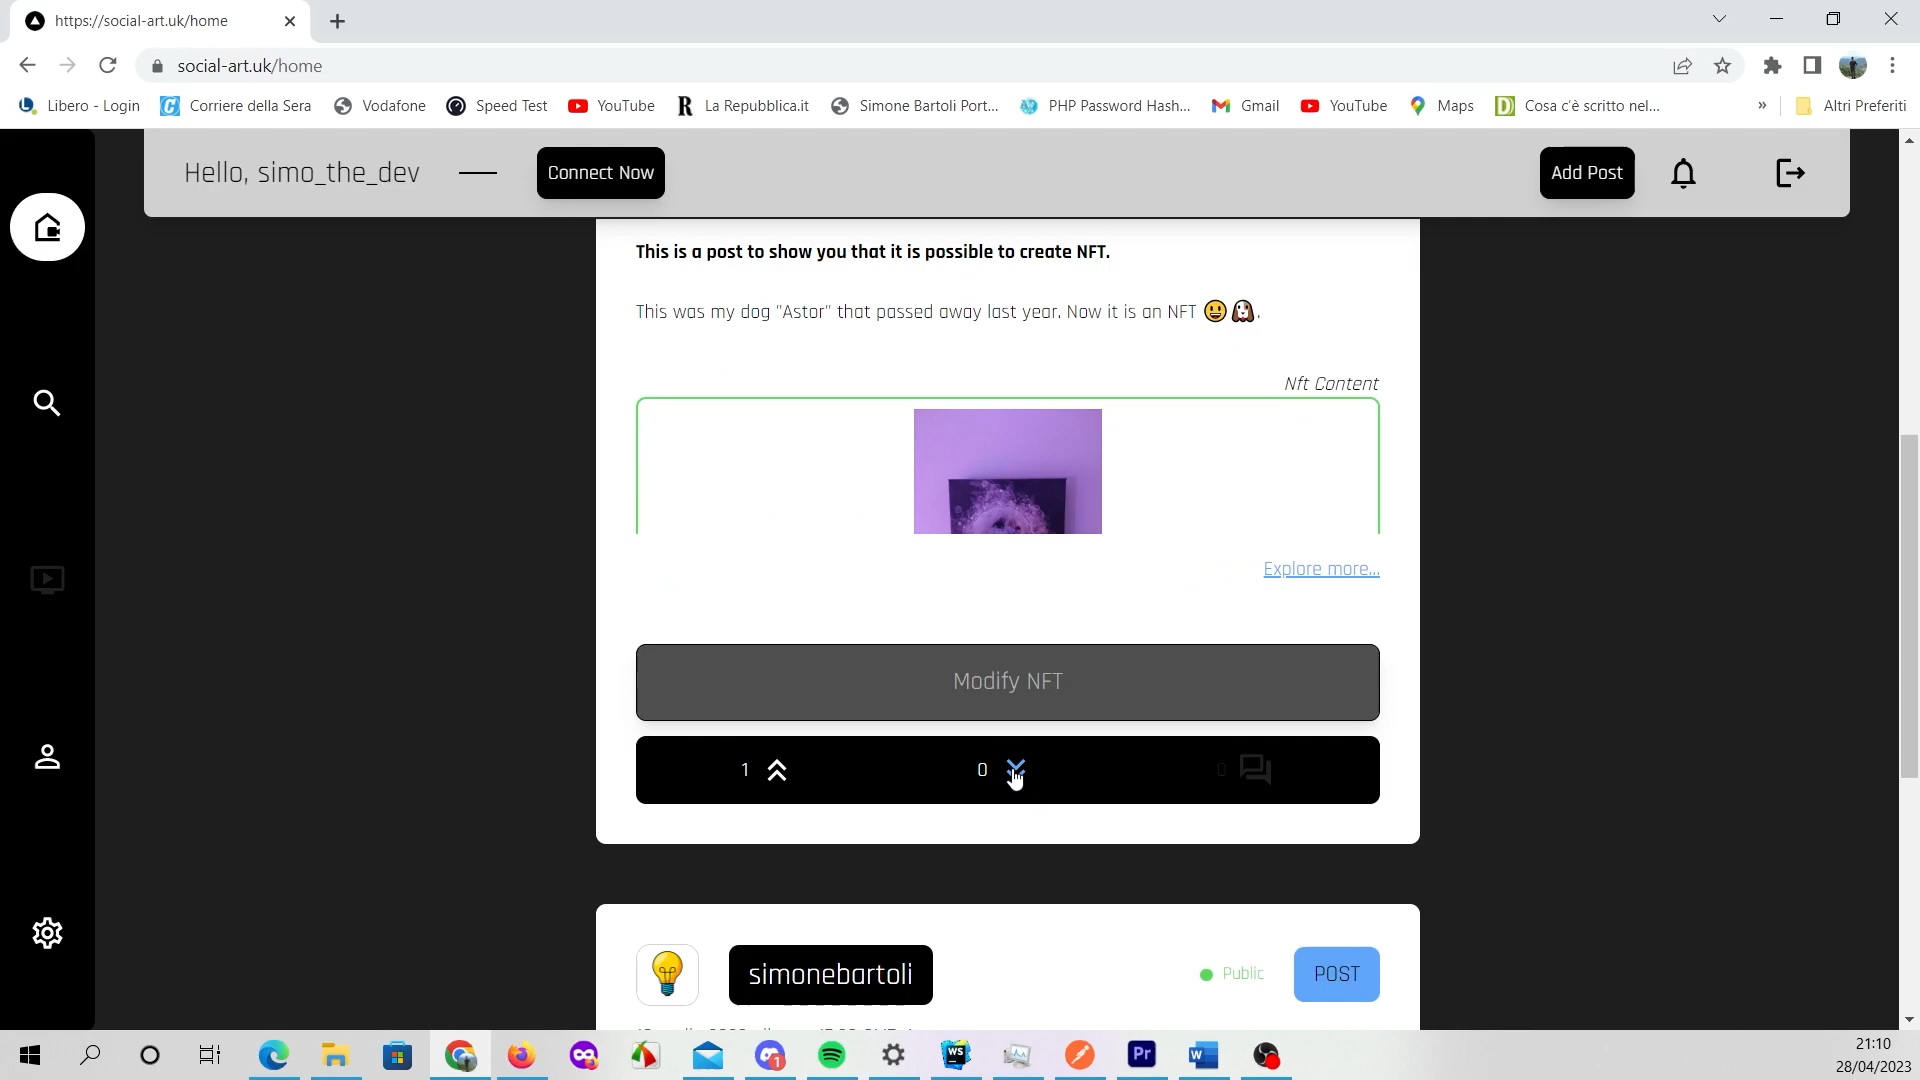 https://social-art.uk/home
social-art.uk/home
Libero - Login
Corriere della Sera
Vodafone
Speed Test
YouTube
La Repubblica.it
Simone Bartoli Port...
PHP Password Hash...
Gmail
YouTube
Maps
Cosa c'è scritto nel...
»
Altri Preferiti
Hello, simo_the_dev
Connect Now
Add Post
This is a post to show you that it is possible to create NFT.
This was my dog "Astor" that passed away last year. Now it is an NFT 😃🐶.
Nft Content
Explore more...
Modify NFT
1
0
0
simonebartoli
Public
POST
21:10
28/04/2023